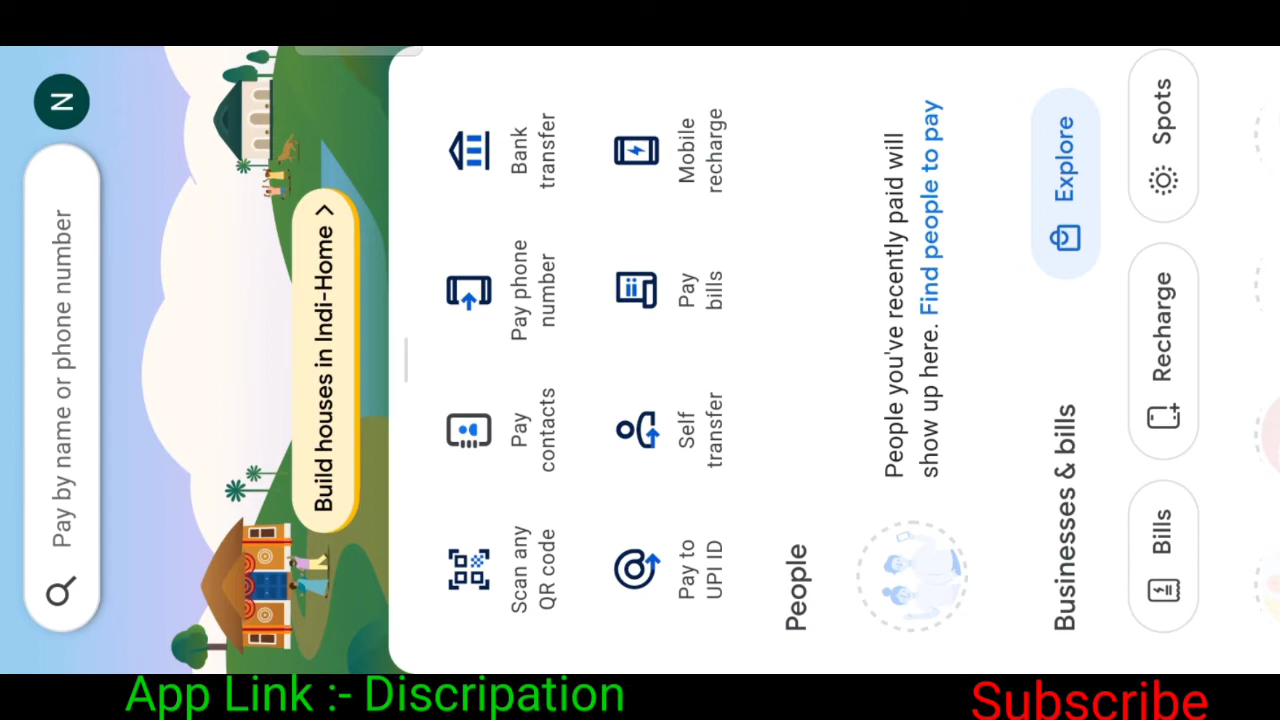 Pay by name or phone number
N
Build houses in Indi-Home >
Scan any
QR code
Pay
contacts
Pay phone
number
Bank
transfer
Pay to
UPI ID
Self
transfer
Pay
bills
Mobile
recharge
People
People you've recently paid will
show up here. Find people to pay
Businesses & bills
Explore
Bills
Recharge
Spots
App Link :- Discripation
Subscribe